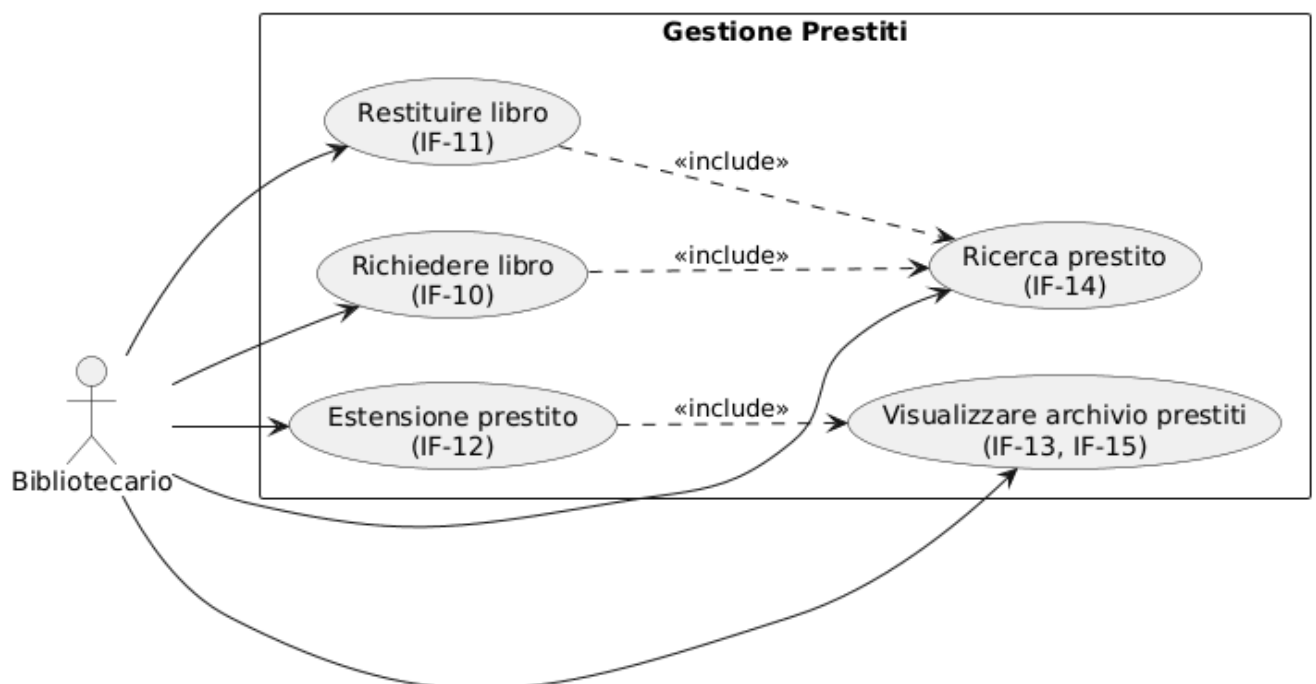 Gestione Prestiti
Restituire libro
(IF-11)
«include»
Richiedere libro
(IF-10)
«include»
Ricerca prestito
(IF-14)
Estensione prestito
(IF-12)
«include»
Visualizzare archivio prestiti
(IF-13, IF-15)
Bibliotecario